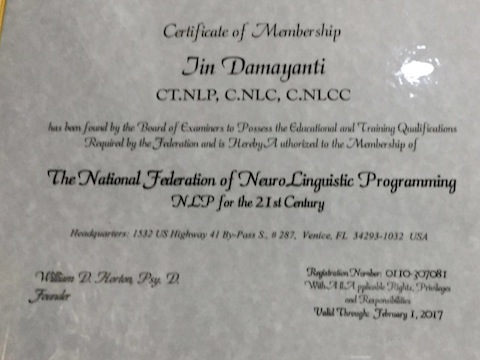 Certificate of Membership
Iin Damayanti
CT.NLP, C.NLC, C.NLCC
has been found by the Board of Examiners to Possess the Educational and Training Qualifications
Required by the Federation and is Hereby Authorized to the Membership of
The National Federation of NeuroLinguistic Programming
NLP for the 21st Century
Headquarters: 1532 US Highway 41 By-Pass S., # 287, Venice, FL 34293-1032 USA
William D. Horton, Psy. D.
Founder
Registration Number: 0110-307081
With All Applicable Rights, Privileges
and Responsibilities
Valid Through: February 1, 2017